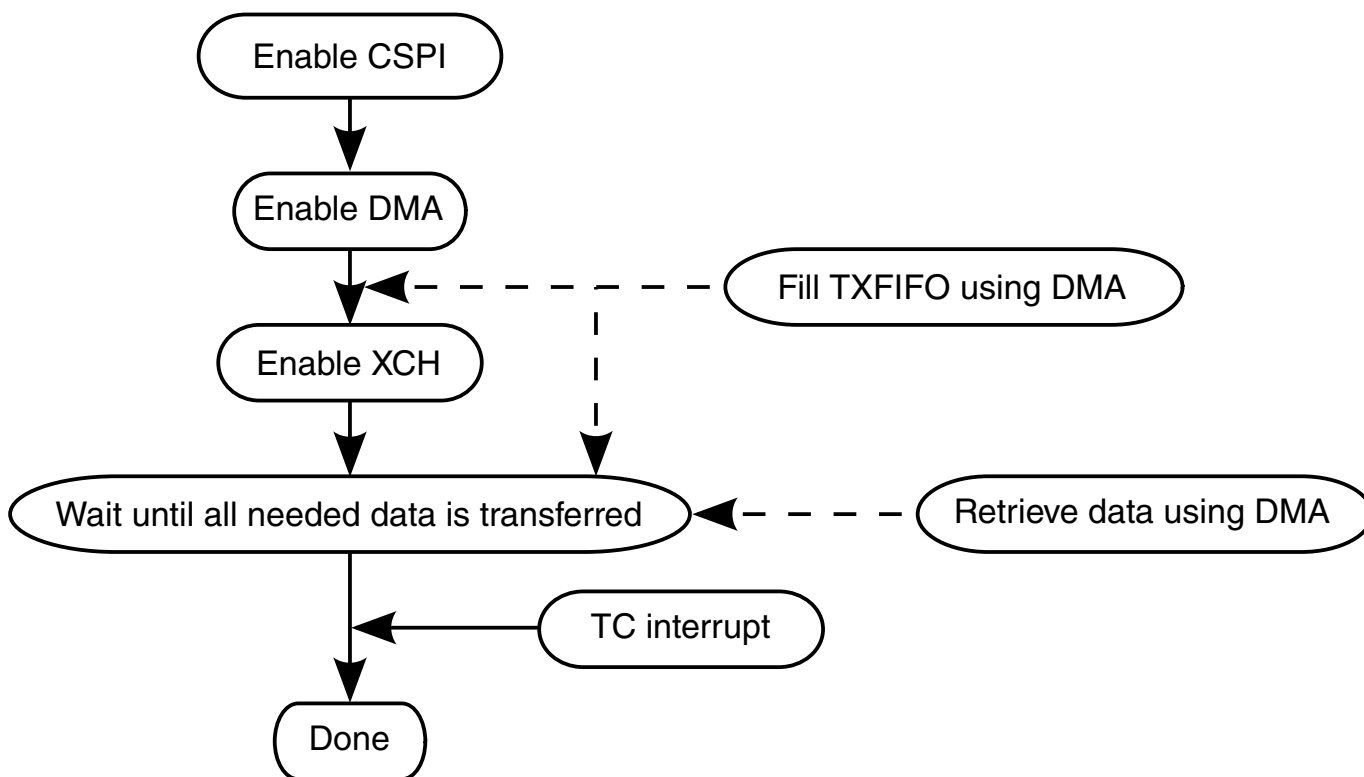 Enable CSPI
Enable DMA
Fill TXFIFO using DMA
Enable XCH
Wait until all needed data is transferred
Retrieve data using DMA
TC interrupt
Done